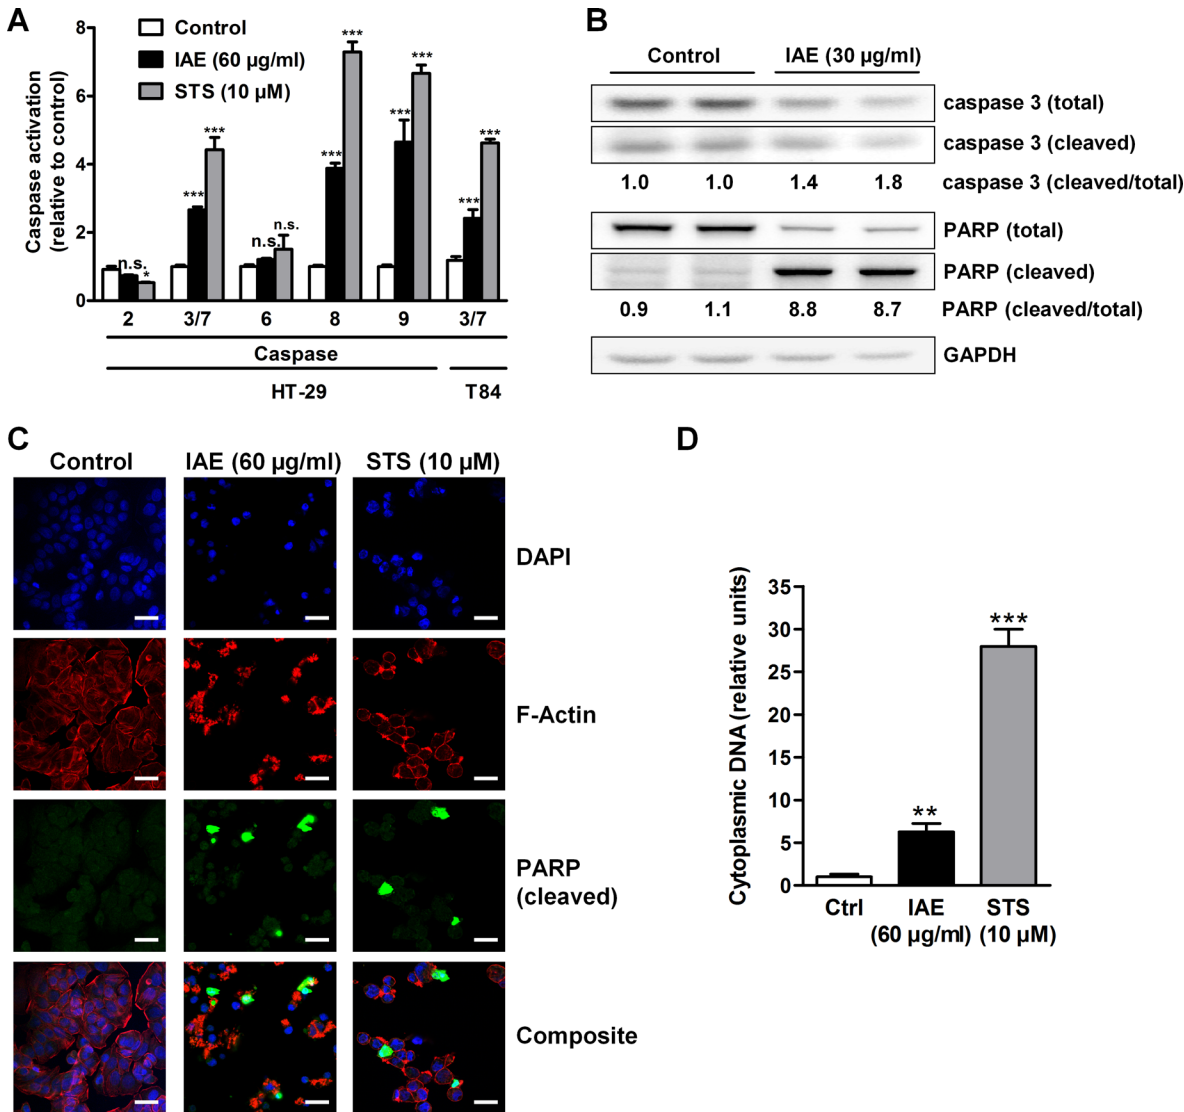 A
Caspase activation
(relative to control)
8
6
4
2
0
Control
IAE (60 µg/ml)
STS (10 µM)
n.s.
*
***
***
n.s.
n.s.
***
***
***
***
***
***
2
3/7
6
8
9
3/7
Caspase
HT-29
T84
B
Control
IAE (30 µg/ml)
caspase 3 (total)
caspase 3 (cleaved)
1.0 1.0 1.4 1.8 caspase 3 (cleaved/total)
PARP (total)
PARP (cleaved)
0.9 1.1 8.8 8.7 PARP (cleaved/total)
GAPDH
C
Control
IAE (60 µg/ml)
STS (10 µM)
DAPI
F-Actin
PARP
(cleaved)
Composite
D
Cytoplasmic DNA (relative units)
35
30
25
20
15
10
5
0
**
***
Ctrl
IAE
(60 µg/ml)
STS
(10 µM)